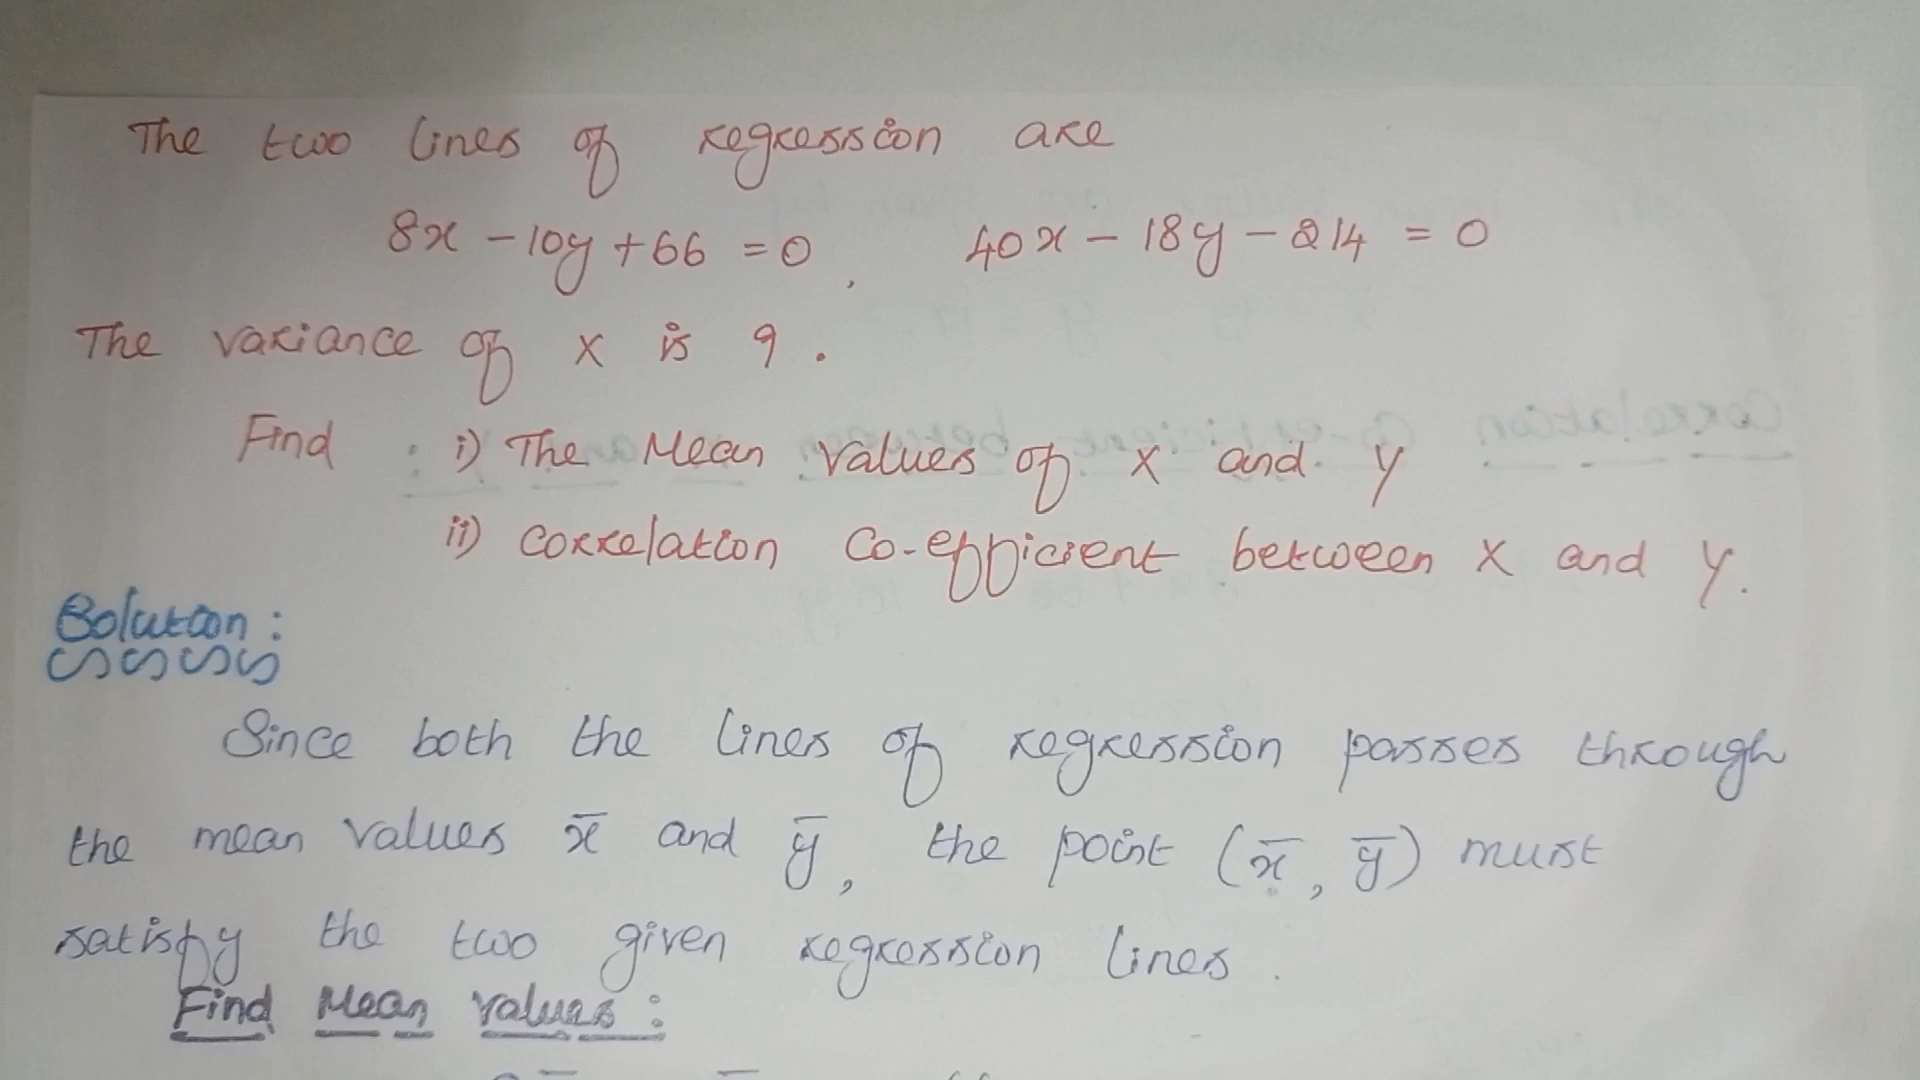 The two lines of regression are
8x - 10y + 66 = 0, 40x - 18y - 214 = 0
The variance of x is 9.
Find : i) The Mean values of x and y
ii) Correlation Co-efficient between x and y.
Solution:
Since both the lines of regression passes through
the mean values x̄ and ȳ, the point (x̄, ȳ) must
satisfy the two given regression lines.
Find Mean values: